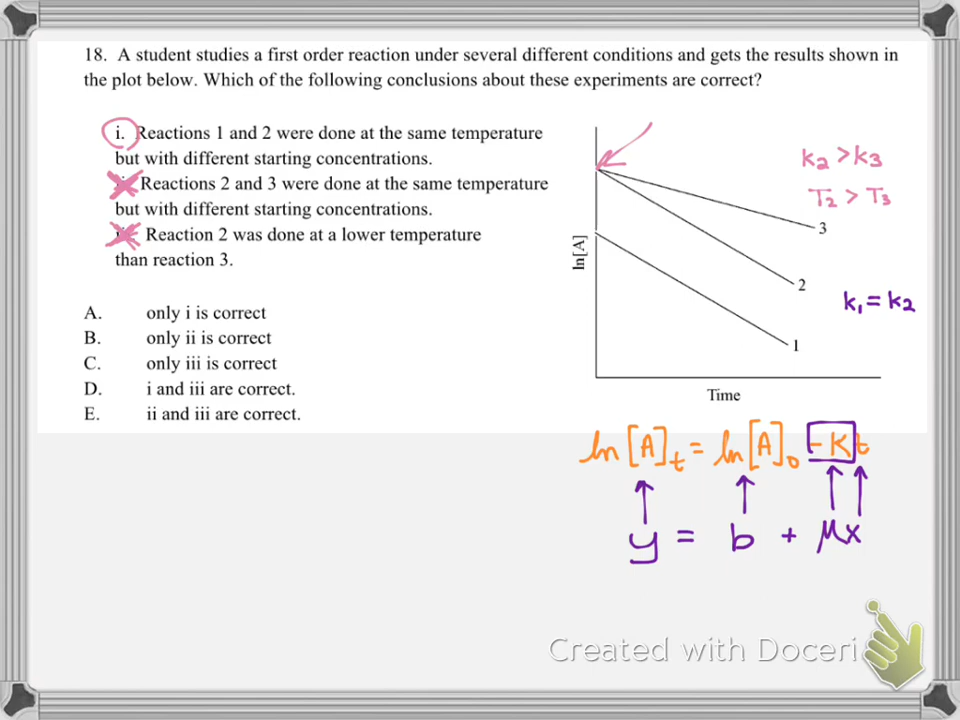 18. A student studies a first order reaction under several different conditions and gets the results shown in
the plot below. Which of the following conclusions about these experiments are correct?
i. Reactions 1 and 2 were done at the same temperature
but with different starting concentrations.
Reactions 2 and 3 were done at the same temperature
but with different starting concentrations.
Reaction 2 was done at a lower temperature
than reaction 3.
A. only i is correct
B. only ii is correct
C. only iii is correct
D. i and iii are correct.
E. ii and iii are correct.
k₂ > k₃
T₂ > T₃
3
ln[A]
2
k₁ = k₂
1
Time
ln[A]t = ln[A]₀ -kt
y = b + mx
Created with Doceri